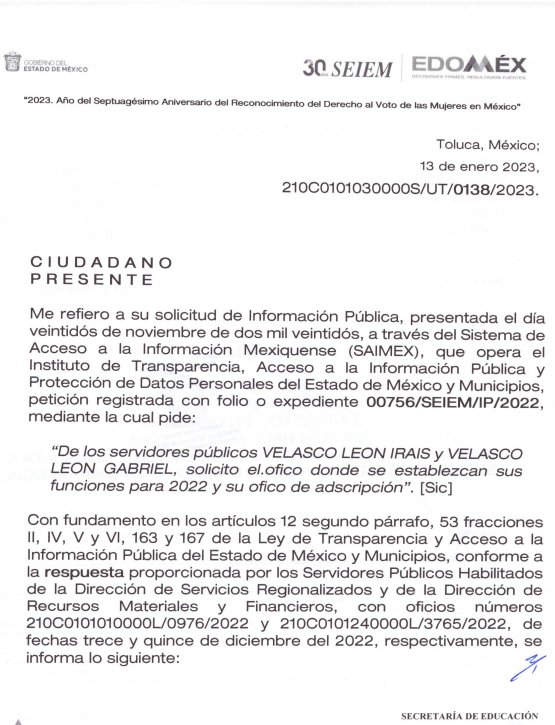 GOBIERNO DEL
ESTADO DE MÉXICO
30 SEIEM
EDOMÉX
DECISIONES FIRMES, RESULTADOS FUERTES.
"2023. Año del Septuagésimo Aniversario del Reconocimiento del Derecho al Voto de las Mujeres en México"
Toluca, México;
13 de enero 2023,
210C0101030000S/UT/0138/2023.
CIUDADANO
PRESENTE
Me refiero a su solicitud de Información Pública, presentada el día
veintidós de noviembre de dos mil veintidós, a través del Sistema de
Acceso a la Información Mexiquense (SAIMEX), que opera el
Instituto de Transparencia, Acceso a la Información Pública y
Protección de Datos Personales del Estado de México y Municipios,
petición registrada con folio o expediente 00756/SEIEM/IP/2022,
mediante la cual pide:
"De los servidores públicos VELASCO LEON IRAIS y VELASCO
LEON GABRIEL, solicito el.ofico donde se establezcan sus
funciones para 2022 y su ofico de adscripción". [Sic]
Con fundamento en los artículos 12 segundo párrafo, 53 fracciones
II, IV, V y VI, 163 y 167 de la Ley de Transparencia y Acceso a la
Información Pública del Estado de México y Municipios, conforme a
la respuesta proporcionada por los Servidores Públicos Habilitados
de la Dirección de Servicios Regionalizados y de la Dirección de
Recursos Materiales y Financieros, con oficios números
210C0101010000L/0976/2022 y 210C0101240000L/3765/2022, de
fechas trece y quince de diciembre del 2022, respectivamente, se
informa lo siguiente:
SECRETARÍA DE EDUCACIÓN